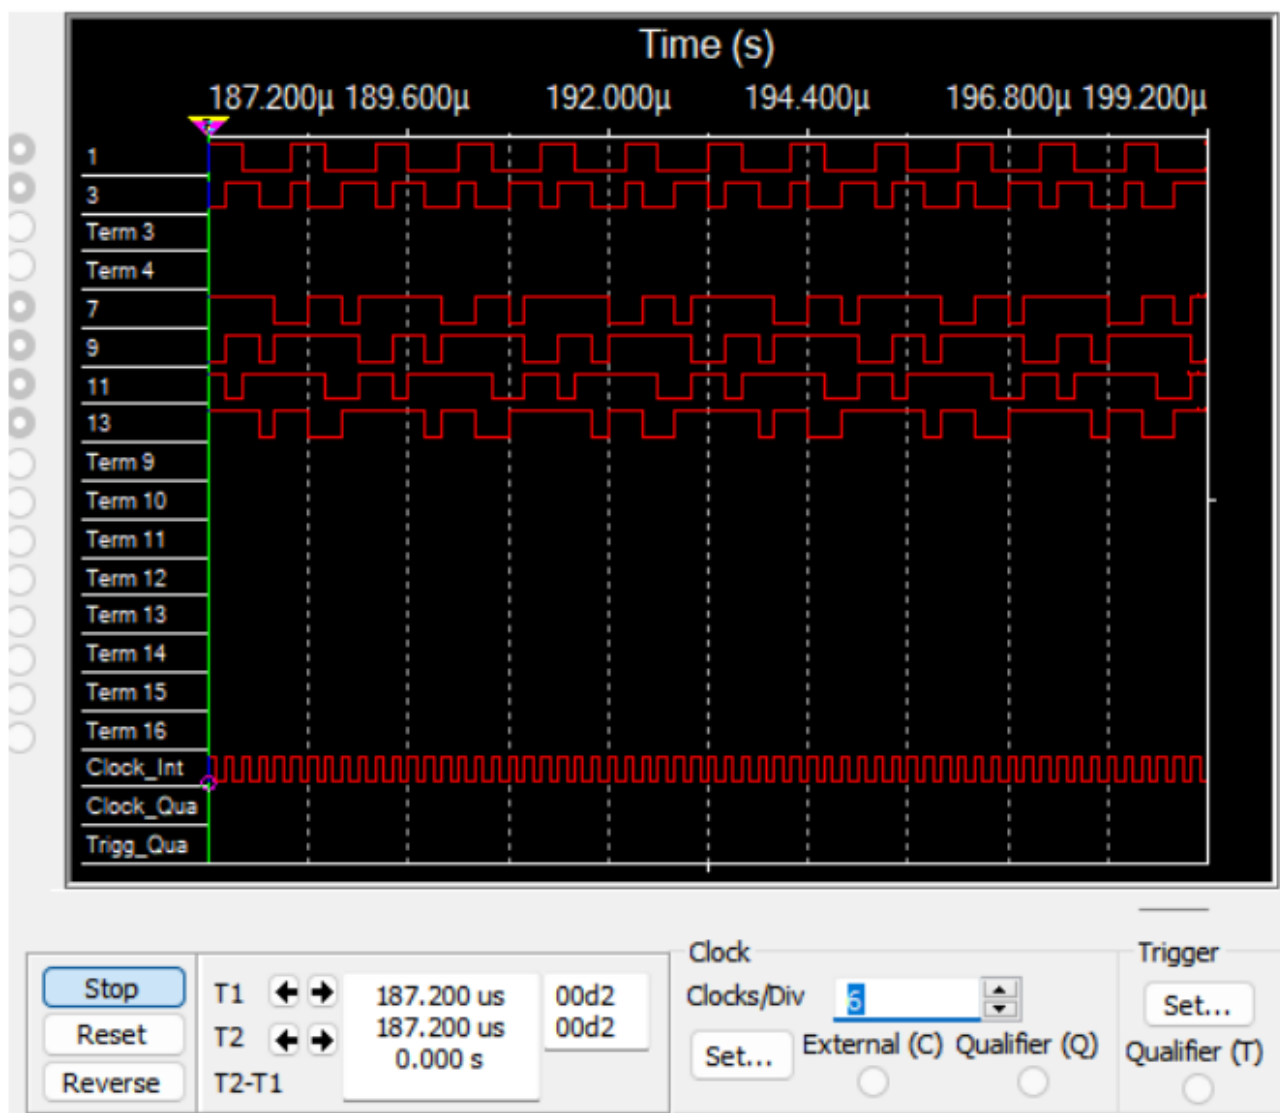 Time (s)
187.200µ 189.600µ 192.000µ 194.400µ 196.800µ 199.200µ
1
3
Term 3
Term 4
7
9
11
13
Term 9
Term 10
Term 11
Term 12
Term 13
Term 14
Term 15
Term 16
Clock_Int
Clock_Qua
Trigg_Qua
Stop
Reset
Reverse
T1 187.200 us 00d2
T2 187.200 us 00d2
T2-T1 0.000 s
Clock
Clocks/Div 6
Set... External (C) Qualifier (Q)
Trigger
Set...
Qualifier (T)